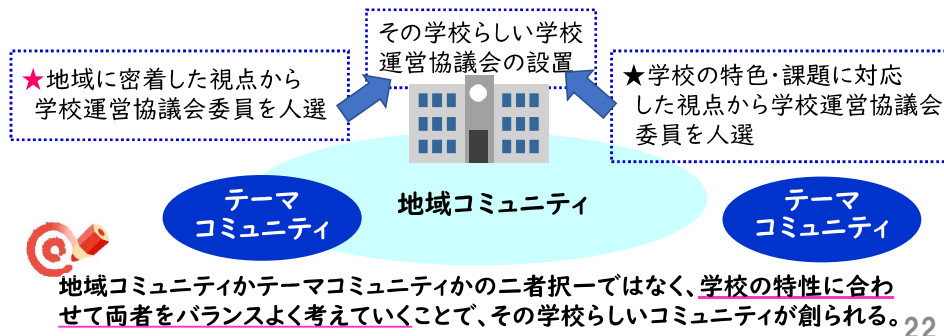 その学校らしい学校
運営協議会の設置
★地域に密着した視点から
学校運営協議会委員を人選
★学校の特色・課題に対応
した視点から学校運営協議会
委員を人選
テーマ
コミュニティ
地域コミュニティ
テーマ
コミュニティ
地域コミュニティかテーマコミュニティかの二者択一ではなく、学校の特性に合わ
せて両者をバランスよく考えていくことで、その学校らしいコミュニティが創られる。
22